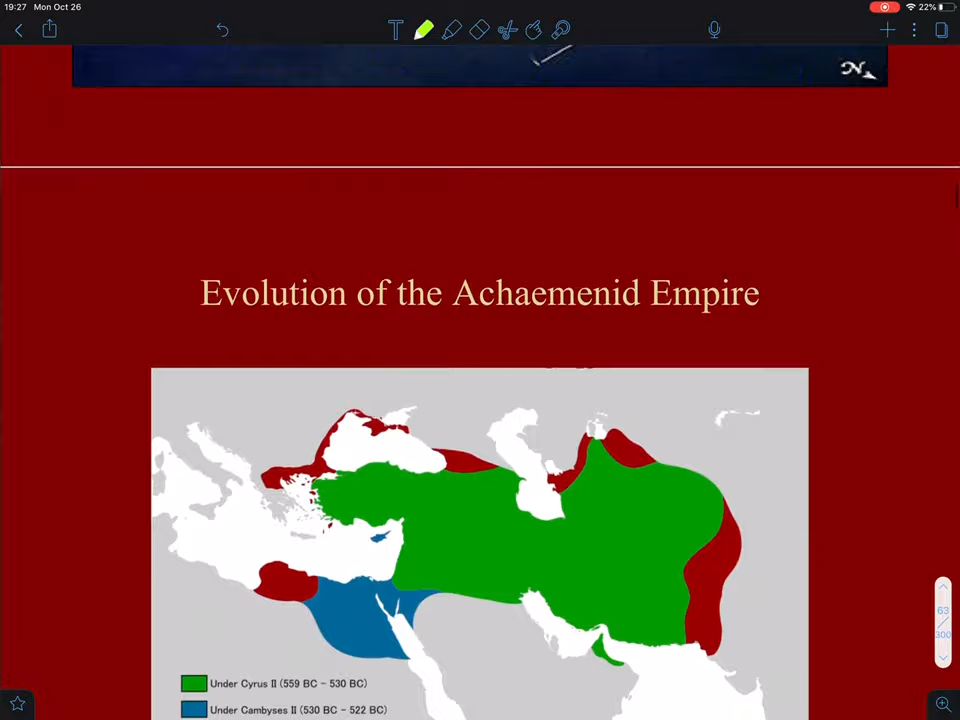 19:27 Mon Oct 26
22%
T
N
Evolution of the Achaemenid Empire
Under Cyrus II (559 BC - 530 BC)
Under Cambyses II (530 BC - 522 BC)
63
/
300